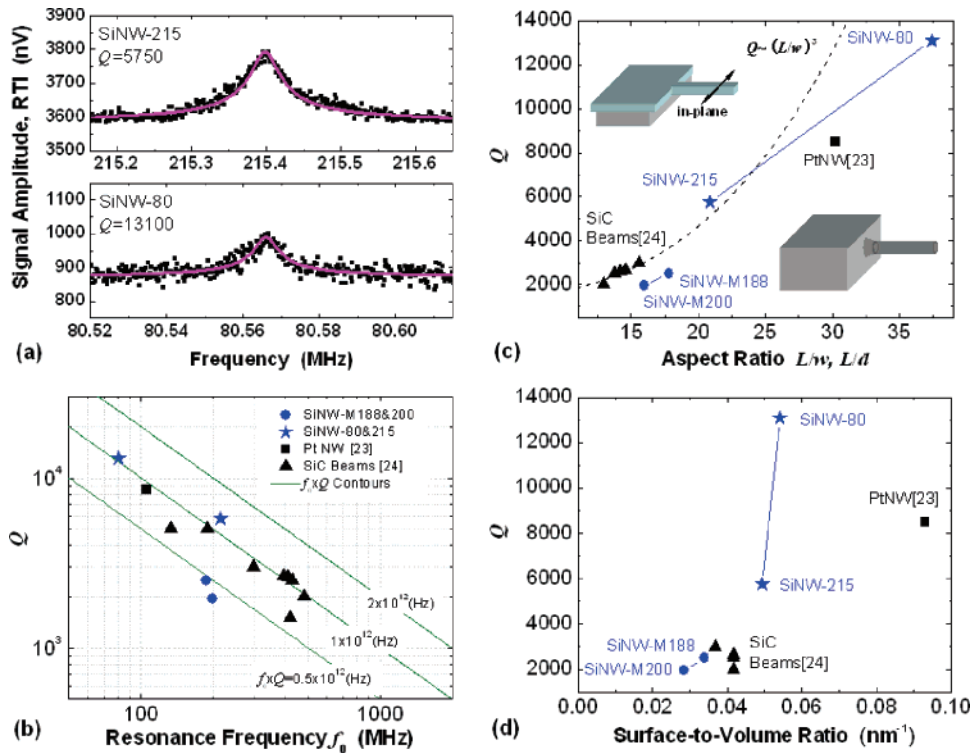 SiNW-215
Q=5750
3900
3800
3700
3600
3500
215.2 215.3 215.4 215.5 215.6
SiNW-80
Q=13100
1100
1000
900
800
80.52 80.54 80.56 80.58 80.60
Signal Amplitude, RTI (nV)
Frequency (MHz)
(a)
SiNW-M188&200
SiNW-80&215
Pt NW [23]
SiC Beams [24]
f₀xQ Contours
10⁴
10³
Q
2x10¹²(Hz)
1x10¹²(Hz)
f₀xQ=0.5x10¹²(Hz)
100 1000
Resonance Frequency f₀ (MHz)
(b)
14000
12000
10000
8000
6000
4000
2000
0
Q
SiNW-80
Q~(L/w)³
in-plane
PtNW[23]
SiNW-215
SiC
Beams[24]
SiNW-M188
SiNW-M200
15 20 25 30 35
Aspect Ratio L/w, L/d
(c)
14000
12000
10000
8000
6000
4000
2000
Q
SiNW-80
PtNW[23]
SiNW-215
SiNW-M188
SiNW-M200
SiC
Beams[24]
0.00 0.02 0.04 0.06 0.08 0.10
Surface-to-Volume Ratio (nm⁻¹)
(d)